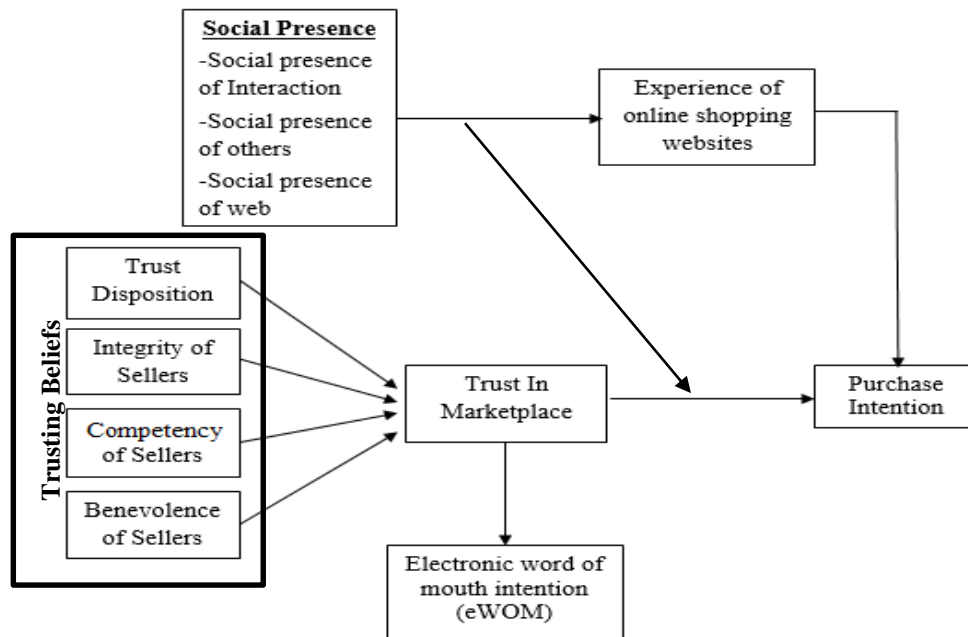 Social Presence
-Social presence
of Interaction
-Social presence
of others
-Social presence
of web
Experience of
online shopping
websites
Trusting Beliefs
Trust
Disposition
Integrity of
Sellers
Competency
of Sellers
Benevolence
of Sellers
Trust In
Marketplace
Purchase
Intention
Electronic word of
mouth intention
(eWOM)